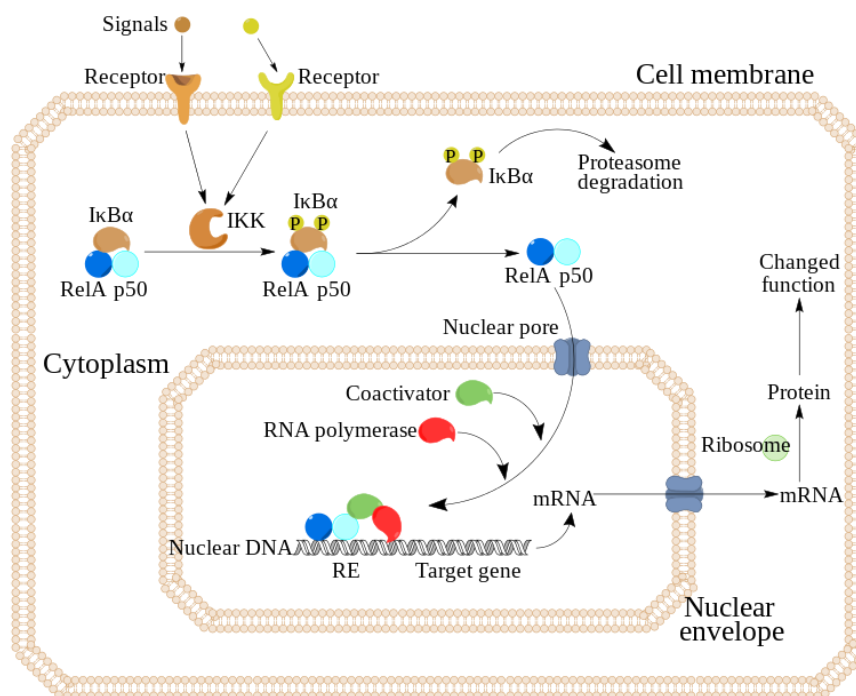 Signals
Receptor
Receptor
Cell membrane
P P
IκBα
Proteasome
degradation
IκBα
IKK
IκBα
P P
RelA p50
RelA p50
RelA p50
Changed
function
Nuclear pore
Cytoplasm
Coactivator
Protein
RNA polymerase
Ribosome
mRNA
mRNA
Nuclear DNA
RE
Target gene
Nuclear
envelope